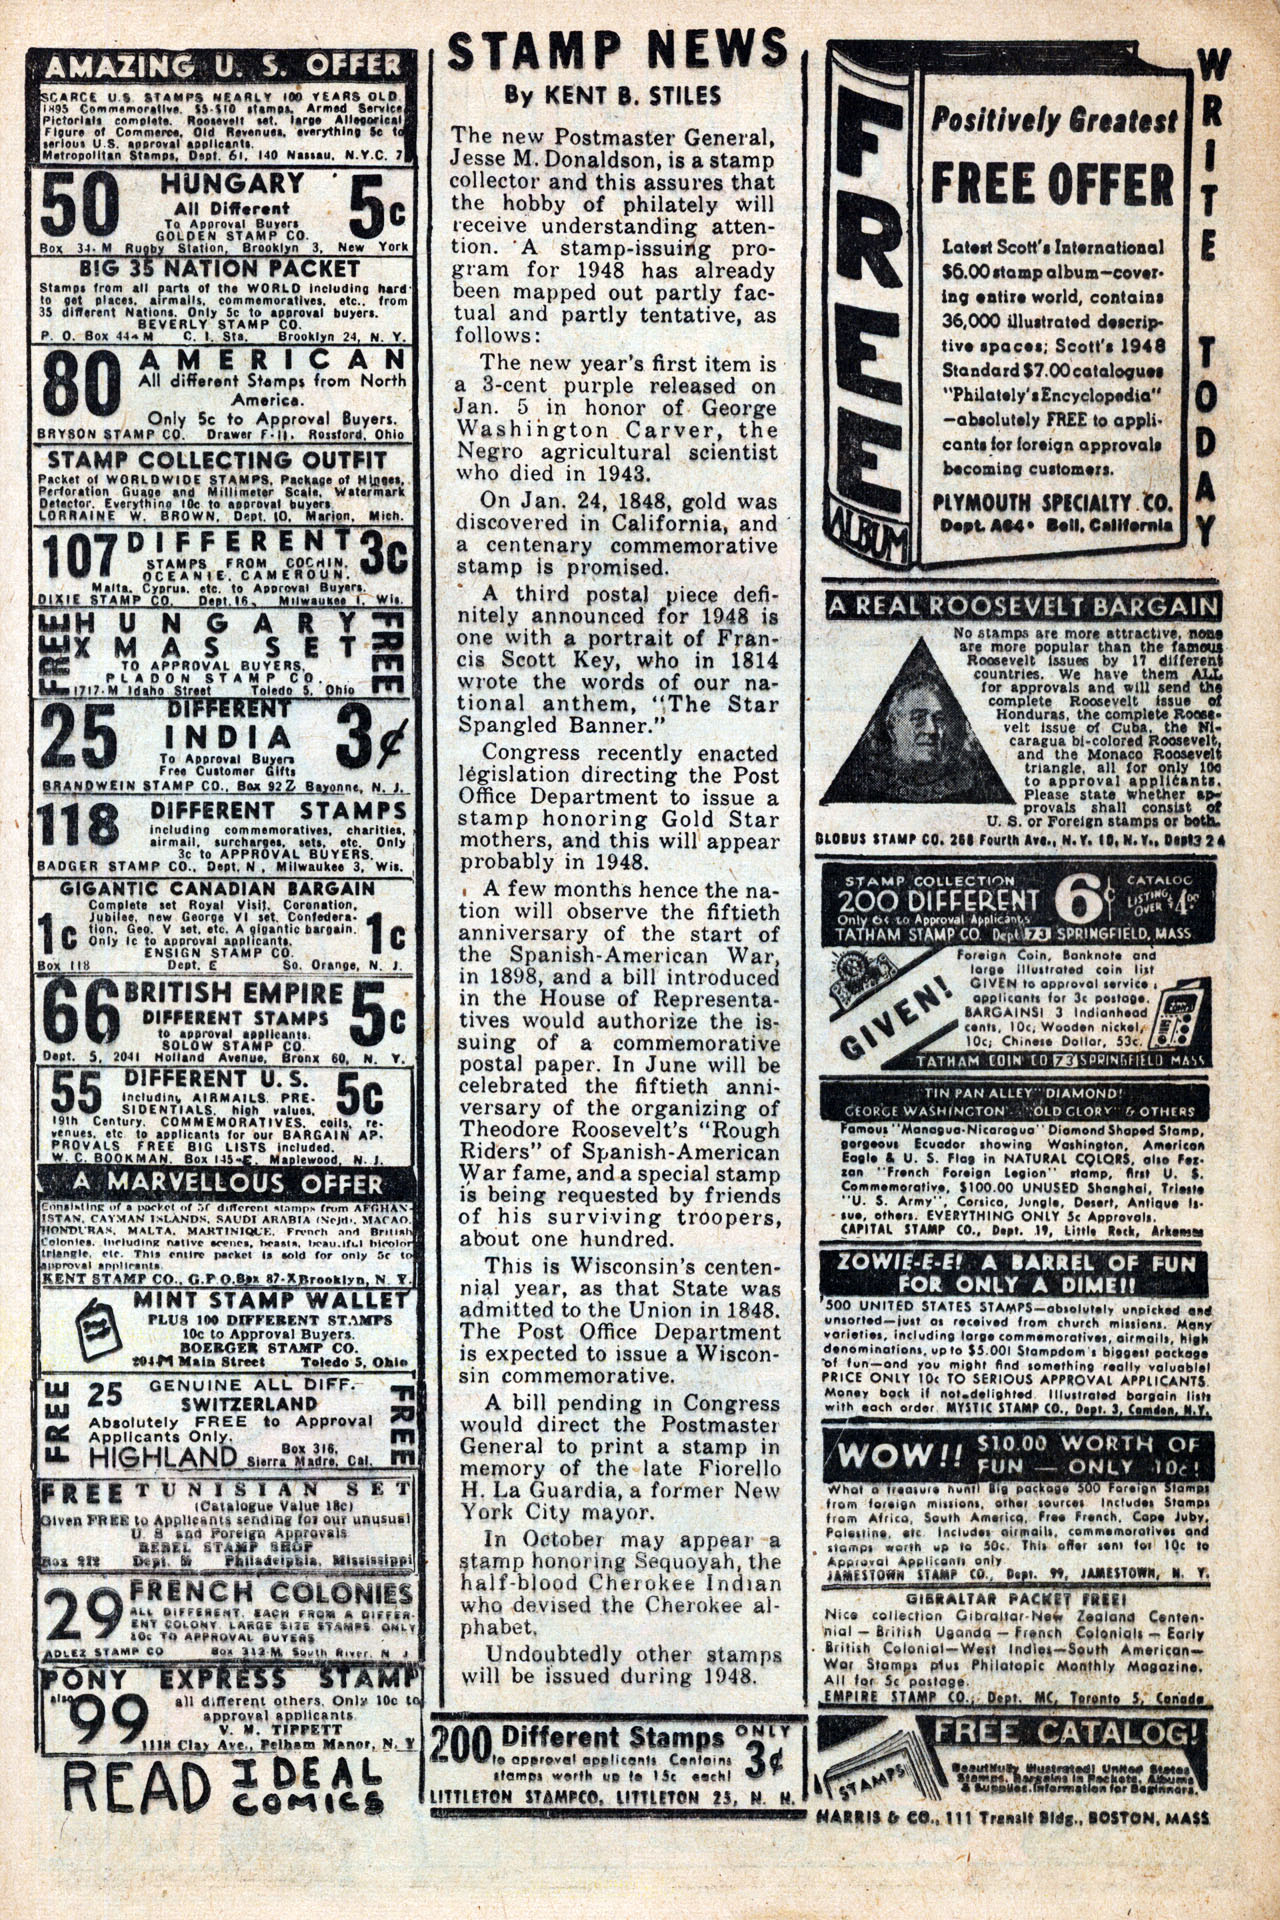 AMAZING U. S. OFFER
SCARCE U.S. STAMPS NEARLY 100 YEARS OLD.
1895 Commemorative. $5-$10 stamps, Armed Service
Pictorials complete. Roosevelt set, large Allegorical
Figure of Commerce, Old Revenues, everything 5c to
serious U.S. approval applicants.
Metropolitan Stamps, Dept. 61, 140 Nassau, N.Y.C. 7
50 HUNGARY 5c
All Different
To Approval Buyers
GOLDEN STAMP CO.
Box 34-M Rugby Station, Brooklyn 3, New York
BIG 35 NATION PACKET
Stamps from all parts of the WORLD including hard
to get places, airmails, commemoratives, etc., from
35 different Nations. Only 5c to approval buyers.
BEVERLY STAMP CO.
P. O. Box 444-M C. I. Sta. Brooklyn 24, N. Y.
80 AMERICAN
All different Stamps from North
America.
Only 5c to Approval Buyers.
BRYSON STAMP CO. Drawer F-11, Rossford, Ohio
STAMP COLLECTING OUTFIT
Packet of WORLDWIDE STAMPS, Package of Hinges,
Perforation Guage and Millimeter Scale, Watermark
Detector. Everything 10c to approval buyers
LORRAINE W. BROWN, Dept. 10, Marion, Mich.
107 DIFFERENT 3c
STAMPS FROM COCHIN,
OCEANIE, CAMEROUN,
Malta, Cyprus, etc. to Approval Buyers.
DIXIE STAMP CO. Dept. 16, Milwaukee 1, Wis.
FREE HUNGARY FREE
XMAS SET
TO APPROVAL BUYERS,
PLADON STAMP CO.
1717-M Idaho Street Toledo 5, Ohio
25 DIFFERENT INDIA 3¢
To Approval Buyers
Free Customer Gifts
BRANDWEIN STAMP CO., Box 92Z Bayonne, N. J.
118 DIFFERENT STAMPS
including commemoratives, charities,
airmail, surcharges, sets, etc. Only
3c to APPROVAL BUYERS.
BADGER STAMP CO., Dept. N, Milwaukee 3, Wis.
GIGANTIC CANADIAN BARGAIN
1c Complete set Royal Visit, Coronation, 1c
Jubilee, new George VI set, Confedera-
tion, Geo. V set, etc. A gigantic bargain.
Only 1c to approval applicants.
ENSIGN STAMP CO.
Box 118 Dept. E So. Orange, N. J.
66 BRITISH EMPIRE 5c
DIFFERENT STAMPS
to approval applicants.
SOLOW STAMP CO.
Dept. 5, 2041 Holland Avenue, Bronx 60, N. Y.
55 DIFFERENT U.S. 5c
Including AIRMAILS, PRE-
SIDENTIALS, high values,
19th Century, COMMEMORATIVES, coils, re-
venues, etc. to applicants for our BARGAIN AP-
PROVALS FREE BIG LISTS included.
W. C. BOOKMAN, Box 145-E, Maplewood, N. J.
A MARVELLOUS OFFER
Consisting of a packet of different stamps from AFGHAN-
ISTAN, CAYMAN ISLANDS, SAUDI ARABIA (Nejd), MACAO,
HONDURAS, MALTA, MARTINIQUE, French and British
Colonies, including native scenes, beasts, beautiful bicolor
triangle, etc. This entire packet is sold for only 5c to
approval applicants.
KENT STAMP CO., G.P.O. Box 87-X Brooklyn, N. Y.
MINT STAMP WALLET
PLUS 100 DIFFERENT STAMPS
10c to Approval Buyers.
BOERGER STAMP CO.
204-M Main Street Toledo 5, Ohio
FREE 25 GENUINE ALL DIFF. FREE
SWITZERLAND
Absolutely FREE to Approval
Applicants Only.
HIGHLAND Box 316, Sierra Madre, Cal.
FREE TUNISIAN SET
(Catalogue Value 18c)
Given FREE to Applicants sending for our unusual
U. S and Foreign Approvals
REBEL STAMP SHOP
Box 212 Dept. M Philadelphia, Mississippi
29 FRENCH COLONIES
ALL DIFFERENT, EACH FROM A DIFFER-
ENT COLONY. LARGE SIZE STAMPS. ONLY
10c TO APPROVAL BUYERS
ADLEZ STAMP CO Box 312-M South River, N J
PONY EXPRESS STAMP
also 99 all different others, Only 10c to
approval applicants.
V. M. TIPPETT
1118 Clay Ave., Pelham Manor, N. Y
READ IDEAL COMICS
STAMP NEWS
By KENT B. STILES
The new Postmaster General,
Jesse M. Donaldson, is a stamp
collector and this assures that
the hobby of philately will
receive understanding atten-
tion. A stamp-issuing pro-
gram for 1948 has already
been mapped out partly fac-
tual and partly tentative, as
follows:
The new year's first item is
a 3-cent purple released on
Jan. 5 in honor of George
Washington Carver, the
Negro agricultural scientist
who died in 1943.
On Jan. 24, 1848, gold was
discovered in California, and
a centenary commemorative
stamp is promised.
A third postal piece defi-
nitely announced for 1948 is
one with a portrait of Fran-
cis Scott Key, who in 1814
wrote the words of our na-
tional anthem, "The Star
Spangled Banner."
Congress recently enacted
legislation directing the Post
Office Department to issue a
stamp honoring Gold Star
mothers, and this will appear
probably in 1948.
A few months hence the na-
tion will observe the fiftieth
anniversary of the start of
the Spanish-American War,
in 1898, and a bill introduced
in the House of Representa-
tives would authorize the is-
suing of a commemorative
postal paper. In June will be
celebrated the fiftieth anni-
versary of the organizing of
Theodore Roosevelt's "Rough
Riders" of Spanish-American
War fame, and a special stamp
is being requested by friends
of his surviving troopers,
about one hundred.
This is Wisconsin's centen-
nial year, as that State was
admitted to the Union in 1848.
The Post Office Department
is expected to issue a Wiscon-
sin commemorative.
A bill pending in Congress
would direct the Postmaster
General to print a stamp in
memory of the late Fiorello
H. La Guardia, a former New
York City mayor.
In October may appear a
stamp honoring Sequoyah, the
half-blood Cherokee Indian
who devised the Cherokee al-
phabet.
Undoubtedly other stamps
will be issued during 1948.
200 Different Stamps ONLY 3¢
to approval applicants Contains
stamps worth up to 15c each!
LITTLETON STAMPCO, LITTLETON 25, N. H.
FREE
ALBUM
WRITE TODAY
Positively Greatest
FREE OFFER
Latest Scott's International
$6.00 stamp album—cover-
ing entire world, contains
36,000 illustrated descrip-
tive spaces; Scott's 1948
Standard $7.00 catalogues
"Philately's Encyclopedia"
—absolutely FREE to appli-
cants for foreign approvals
becoming customers.
PLYMOUTH SPECIALTY CO.
Dept. A64 • Bell, California
A REAL ROOSEVELT BARGAIN
No stamps are more attractive, none
are more popular than the famous
Roosevelt issues by 17 different
countries. We have them ALL
for approvals and will send the
complete Roosevelt issue of
Honduras, the complete Roose-
velt issue of Cuba, the Ni-
caragua bi-colored Roosevelt,
and the Monaco Roosevelt
triangle, all for only 10c
to approval applicants.
Please state whether ap-
provals shall consist of
U. S. or Foreign stamps or both.
GLOBUS STAMP CO. 268 Fourth Ave., N.Y. 10, N.Y., Dept 324
STAMP COLLECTION 6¢ CATALOG
200 DIFFERENT LISTING OVER $4.00
Only 6c to Approval Applicants
TATHAM STAMP CO. Dept 73 SPRINGFIELD, MASS.
GIVEN!
Foreign Coin, Banknote and
large illustrated coin list
GIVEN to approval service
applicants for 3c postage.
BARGAINS! 3 Indianhead
cents, 10c; Wooden nickel,
10c; Chinese Dollar, 53c.
TATHAM COIN CO 73 SPRINGFIELD MASS
"TIN PAN ALLEY" DIAMOND!
GEORGE WASHINGTON "OLD GLORY" & OTHERS
Famous "Managua-Nicaragua" Diamond Shaped Stamp,
gorgeous Ecuador showing Washington, American
Eagle & U. S. Flag in NATURAL COLORS, also Fez-
zan "French Foreign Legion" stamp, first U. S.
Commemorative, $100.00 UNUSED Shanghai, Trieste
"U. S. Army", Corsica, Jungle, Desert, Antique Is-
sue, others. EVERYTHING ONLY 5c Approvals.
CAPITAL STAMP CO., Dept. 19, Little Rock, Arkansas
ZOWIE-E-E! A BARREL OF FUN
FOR ONLY A DIME!!
500 UNITED STATES STAMPS—absolutely unpicked and
unsorted—just as received from church missions. Many
varieties, including large commemoratives, airmails, high
denominations, up to $5.00! Stampdom's biggest package
of fun—and you might find something really valuable!
PRICE ONLY 10c TO SERIOUS APPROVAL APPLICANTS.
Money back if not delighted. Illustrated bargain lists
with each order. MYSTIC STAMP CO., Dept. 3, Camden, N.Y.
WOW!! $10.00 WORTH OF
FUN — ONLY 10c!
What a treasure hunt! Big package 500 Foreign Stamps
from foreign missions, other sources Includes Stamps
from Africa, South America, Free French, Cape Juby,
Palestine, etc. Includes airmails, commemoratives and
stamps worth up to 50c. This offer sent for 10c to
Approval Applicants only
JAMESTOWN STAMP CO., Dept. 99, JAMESTOWN, N. Y.
GIBRALTAR PACKET FREE!
Nice collection Gibraltar-New Zealand Centen-
nial — British Uganda — French Colonials — Early
British Colonial—West Indies—South American—
War Stamps plus Philatopic Monthly Magazine.
All for 5c postage.
EMPIRE STAMP CO., Dept. MC, Toronto 5, Canada
FREE CATALOG!
STAMPS
Beautifully Illustrated! United States
Stamps, Bargains in Packets, Albums
& Supplies. Information for Beginners.
HARRIS & CO., 111 Transit Bldg., BOSTON, MASS